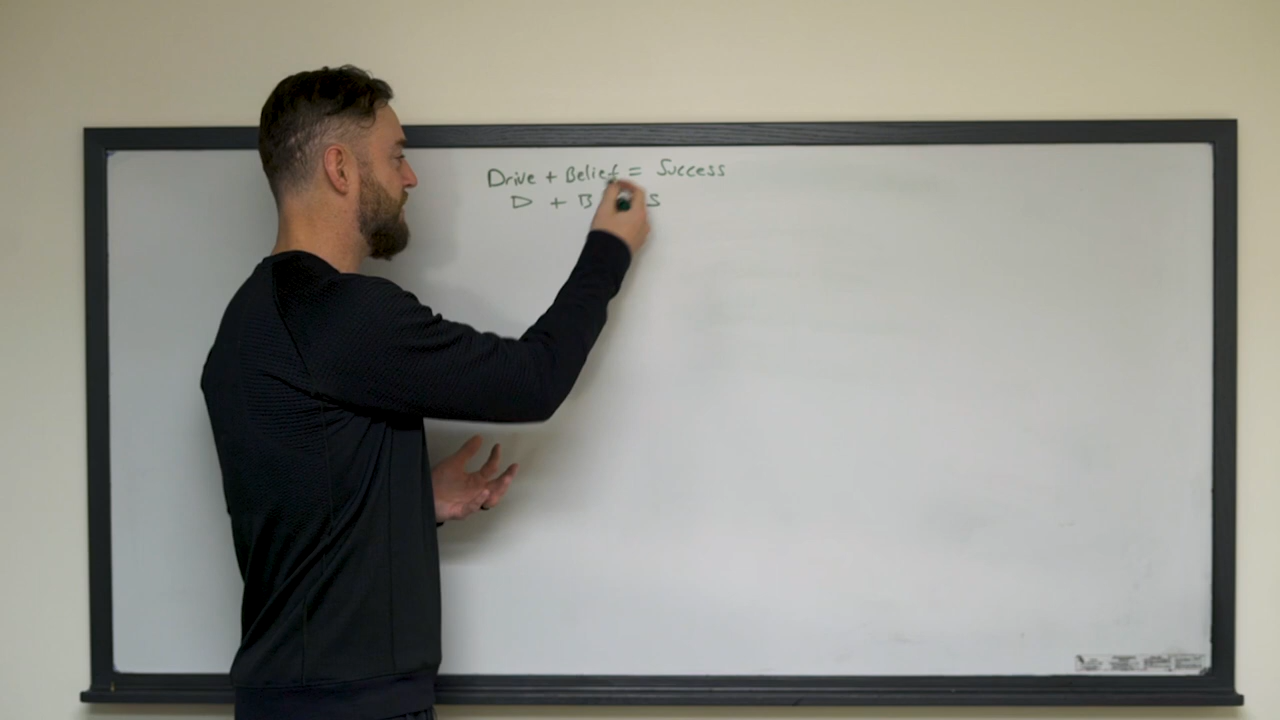 Drive + Belief = Success
D + B S